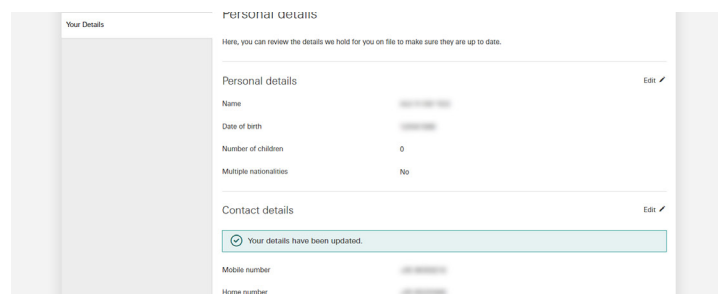 Your Details
Personal details
Here, you can review the details we hold for you on file to make sure they are up to date.
Personal details
Edit
Name
Date of birth
Number of children 0
Multiple nationalities No
Contact details
Edit
Your details have been updated.
Mobile number
Home number